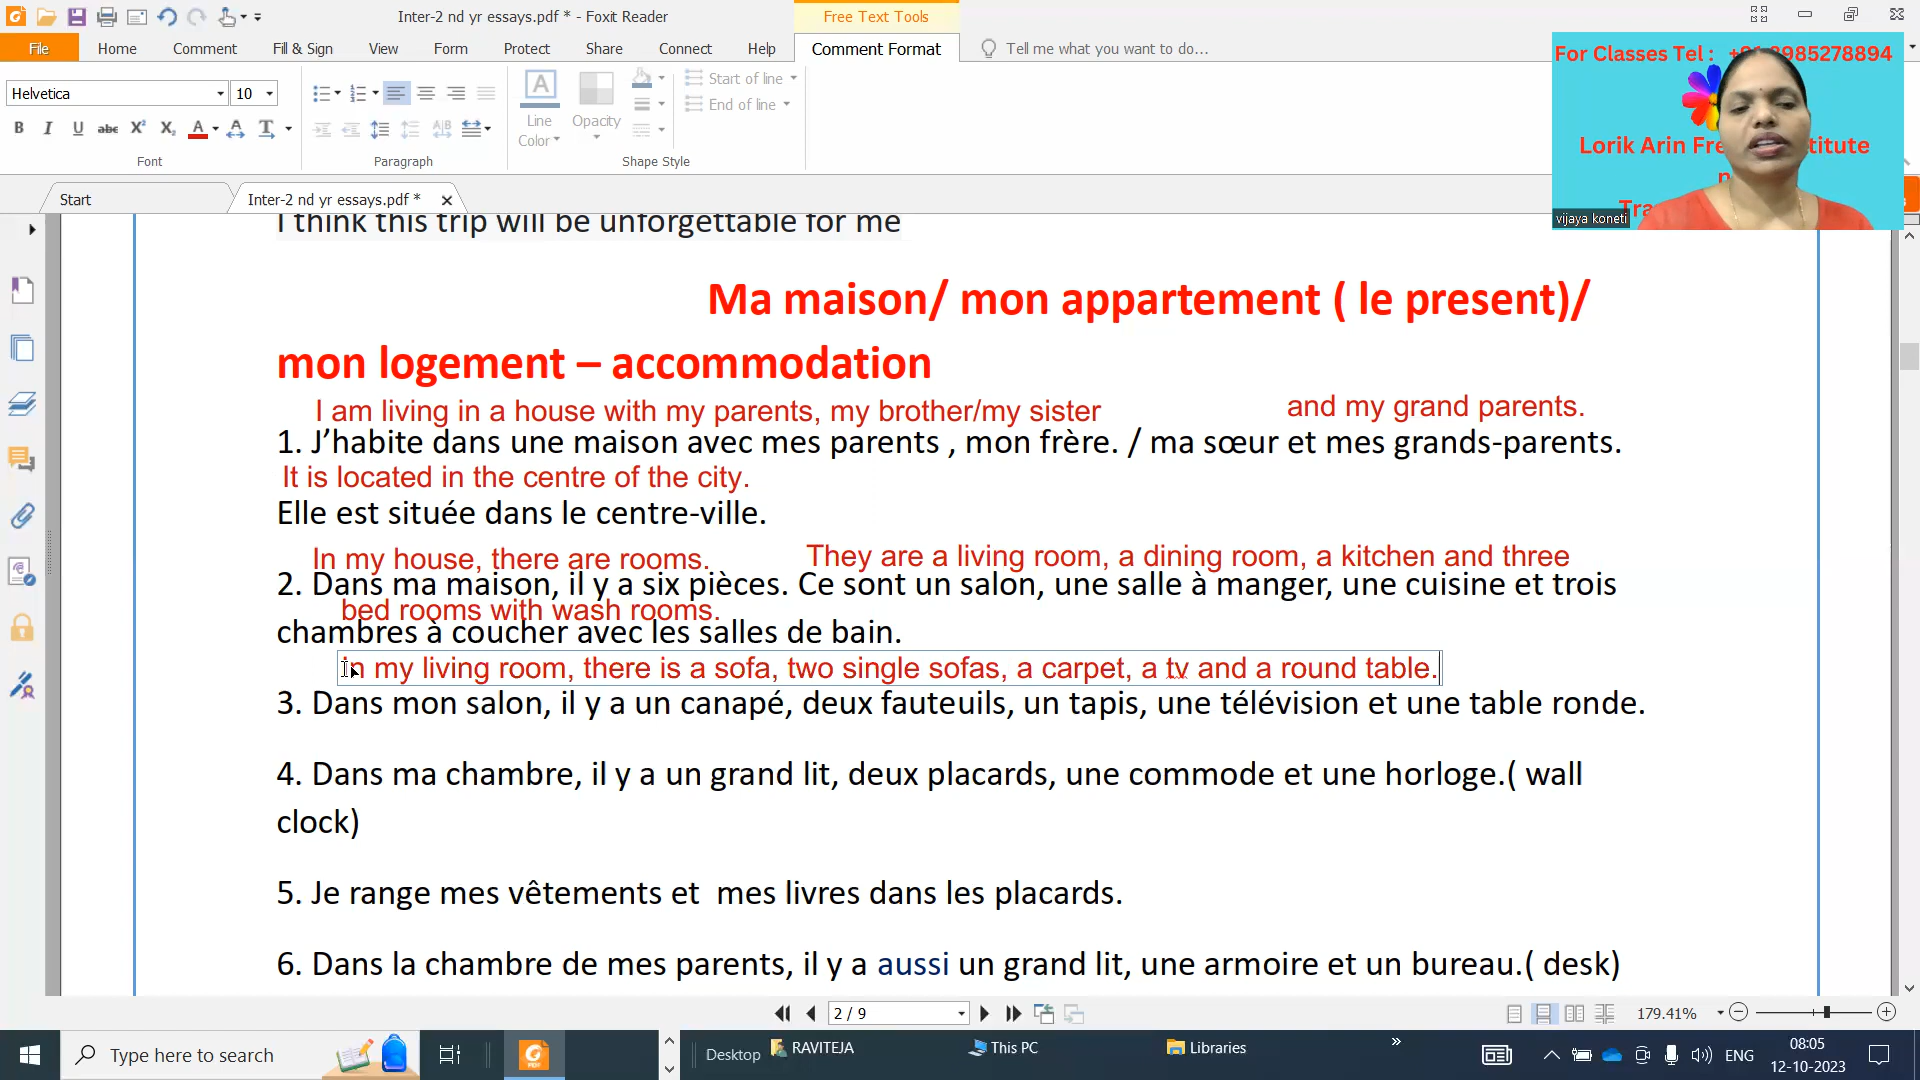 Inter-2 nd yr essays.pdf * - Foxit Reader
Free Text Tools
File Home Comment Fill & Sign View Form Protect Share Connect Help Comment Format Tell me what you want to do...
Helvetica 10
Start of line
End of line
Line Color
Opacity
Font Paragraph Shape Style
For Classes Tel : 985278894
Lorik Arin
vijaya koneti
Start Inter-2 nd yr essays.pdf *
I think this trip will be unforgettable for me
Ma maison/ mon appartement ( le present)/
mon logement – accommodation
I am living in a house with my parents, my brother/my sister and my grand parents.
1. J’habite dans une maison avec mes parents , mon frère. / ma sœur et mes grands-parents.
It is located in the centre of the city.
Elle est située dans le centre-ville.
In my house, there are rooms. They are a living room, a dining room, a kitchen and three
2. Dans ma maison, il y a six pièces. Ce sont un salon, une salle à manger, une cuisine et trois
bed rooms with wash rooms.
chambres à coucher avec les salles de bain.
in my living room, there is a sofa, two single sofas, a carpet, a tv and a round table.
3. Dans mon salon, il y a un canapé, deux fauteuils, un tapis, une télévision et une table ronde.
4. Dans ma chambre, il y a un grand lit, deux placards, une commode et une horloge.( wall
clock)
5. Je range mes vêtements et mes livres dans les placards.
6. Dans la chambre de mes parents, il y a aussi un grand lit, une armoire et un bureau.( desk)
2 / 9
179.41%
Type here to search
Desktop RAVITEJA This PC Libraries
ENG
08:05
12-10-2023